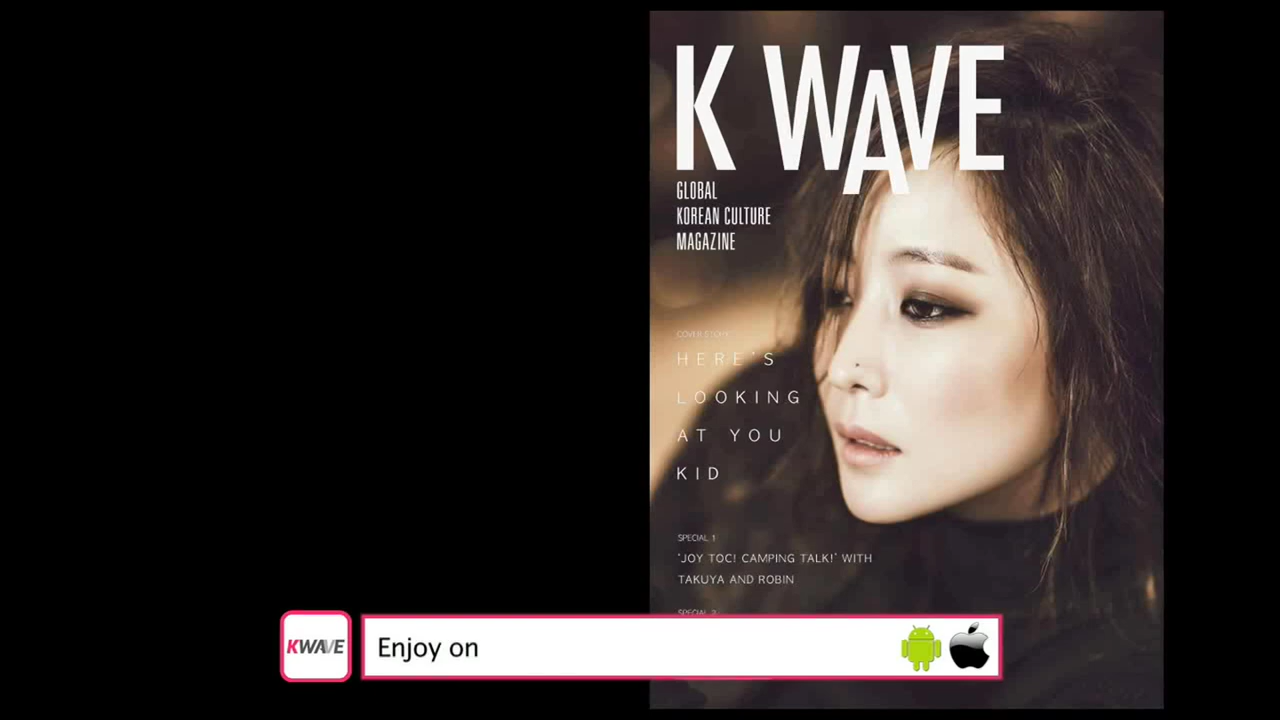 K WAVE
GLOBAL
KOREAN CULTURE
MAGAZINE
COVER STORY
HERE'S
LOOKING
AT YOU
KID
SPECIAL 1
'JOY TOC! CAMPING TALK!' WITH
TAKUYA AND ROBIN
SPECIAL 2
KWAVE
Enjoy on